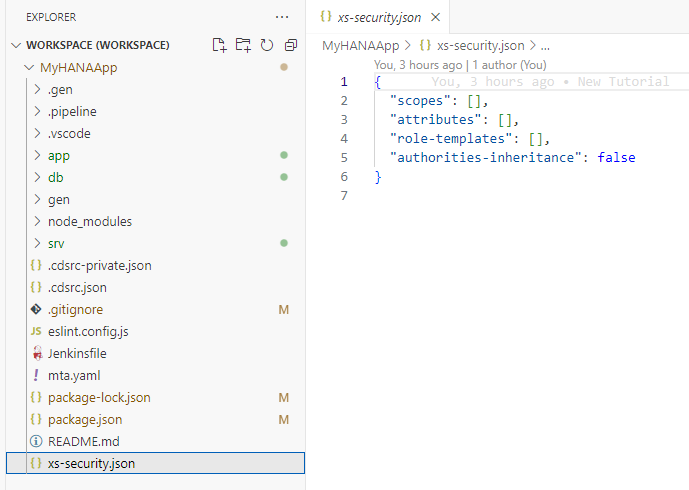 EXPLORER
WORKSPACE (WORKSPACE)
MyHANAApp
.gen
.pipeline
.vscode
app
db
gen
node_modules
srv
.cdsrc-private.json
.cdsrc.json
.gitignore M
eslint.config.js
Jenkinsfile
mta.yaml
package-lock.json M
package.json M
README.md
xs-security.json
xs-security.json
MyHANAApp > {} xs-security.json > ...
You, 3 hours ago | 1 author (You)
1 { You, 3 hours ago • New Tutorial
2 "scopes": [],
3 "attributes": [],
4 "role-templates": [],
5 "authorities-inheritance": false
6 }
7